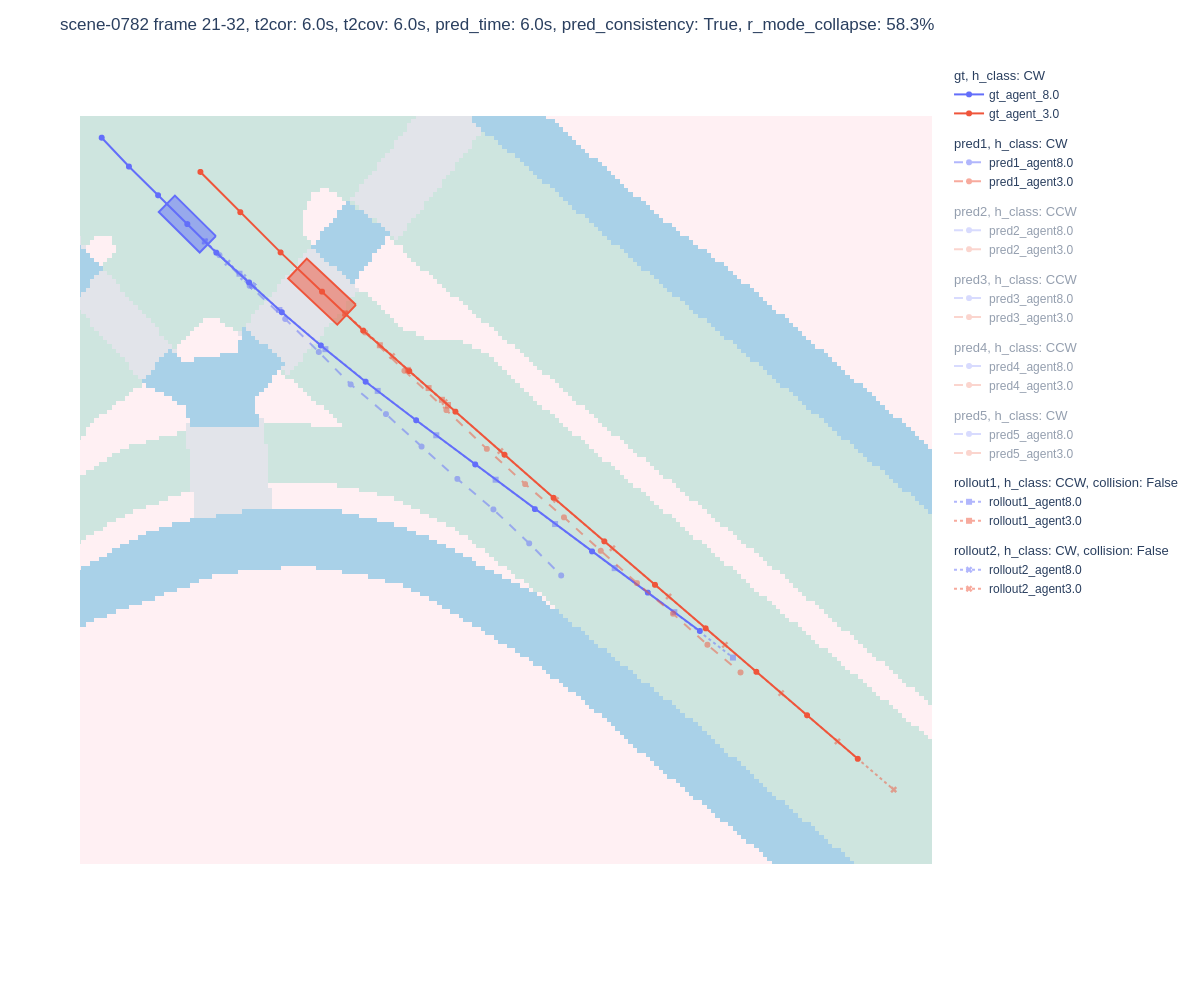 scene-0782 frame 21-32, t2cor: 6.0s, t2cov: 6.0s, pred_time: 6.0s, pred_consistency: True, r_mode_collapse: 58.3%
gt, h_class: CW
gt_agent_8.0
gt_agent_3.0
pred1, h_class: CW
pred1_agent8.0
pred1_agent3.0
pred2, h_class: CCW
pred2_agent8.0
pred2_agent3.0
pred3, h_class: CCW
pred3_agent8.0
pred3_agent3.0
pred4, h_class: CCW
pred4_agent8.0
pred4_agent3.0
pred5, h_class: CW
pred5_agent8.0
pred5_agent3.0
rollout1, h_class: CCW, collision: False
rollout1_agent8.0
rollout1_agent3.0
rollout2, h_class: CW, collision: False
rollout2_agent8.0
rollout2_agent3.0